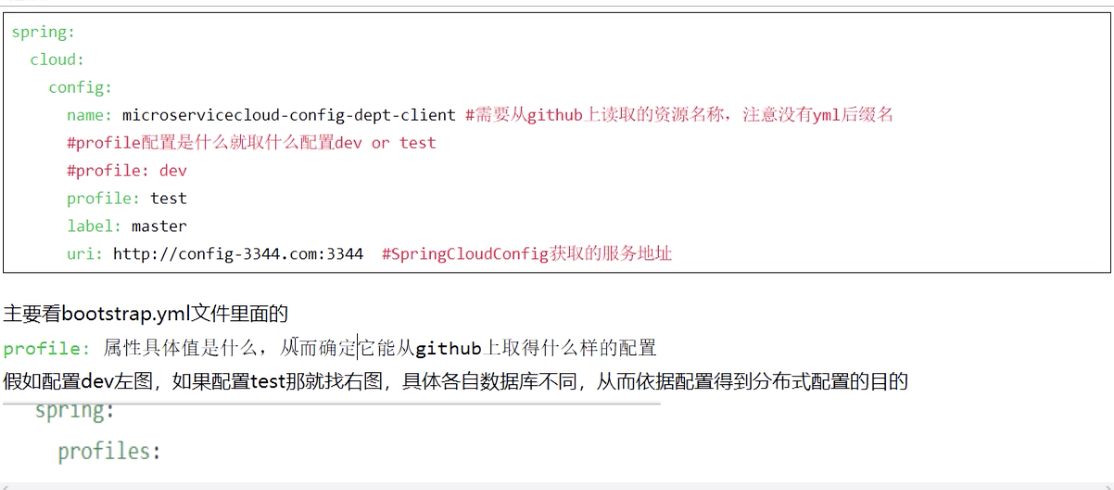 spring:
cloud:
config:
name: microservicecloud-config-dept-client #需要从github上读取的资源名称，注意没有yml后缀名
#profile配置是什么就取什么配置dev or test
#profile: dev
profile: test
label: master
uri: http://config-3344.com:3344 #SpringCloudConfig获取的服务地址
主要看bootstrap.yml文件里面的
profile: 属性具体值是什么，从而确定它能从github上取得什么样的配置
假如配置dev左图，如果配置test那就找右图，具体各自数据库不同，从而依据配置得到分布式配置的目的
spring:
profiles: